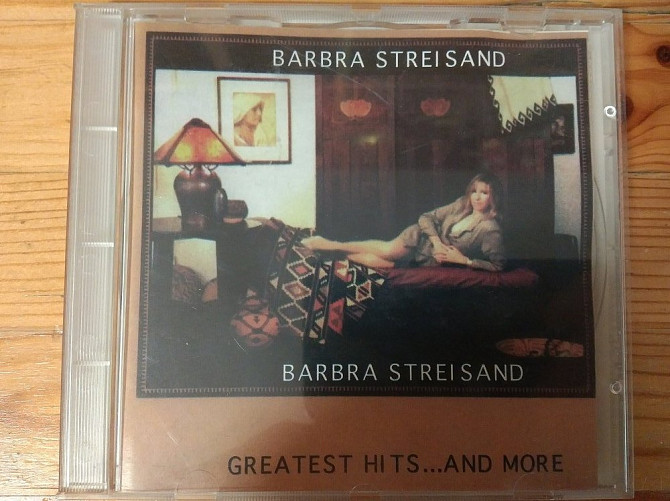 BARBRA STREISAND
BARBRA STREISAND
GREATEST HITS...AND MORE